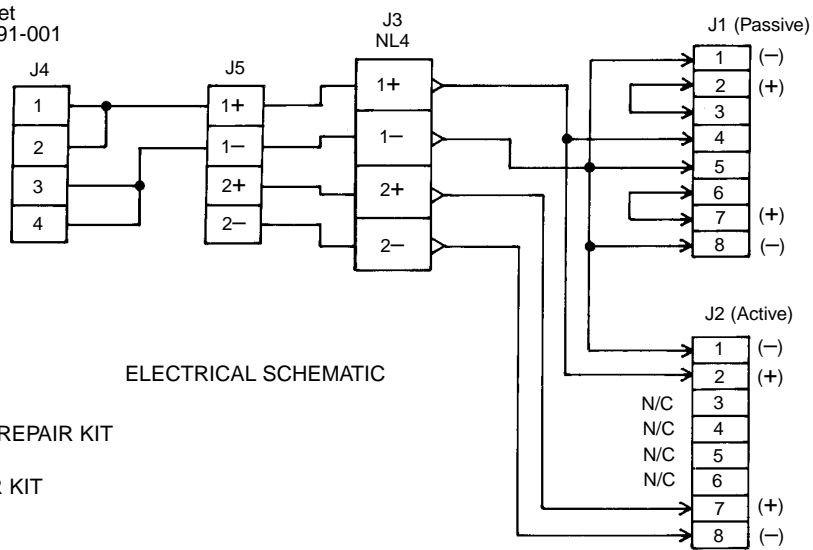 et
91-001
J4
1
2
3
4
J5
1+
1−
2+
2−
J3
NL4
1+
1−
2+
2−
J1 (Passive)
1 (−)
2 (+)
3
4
5
6
7 (+)
8 (−)
J2 (Active)
1 (−)
2 (+)
N/C 3
N/C 4
N/C 5
N/C 6
7 (+)
8 (−)
ELECTRICAL SCHEMATIC
REPAIR KIT
R KIT